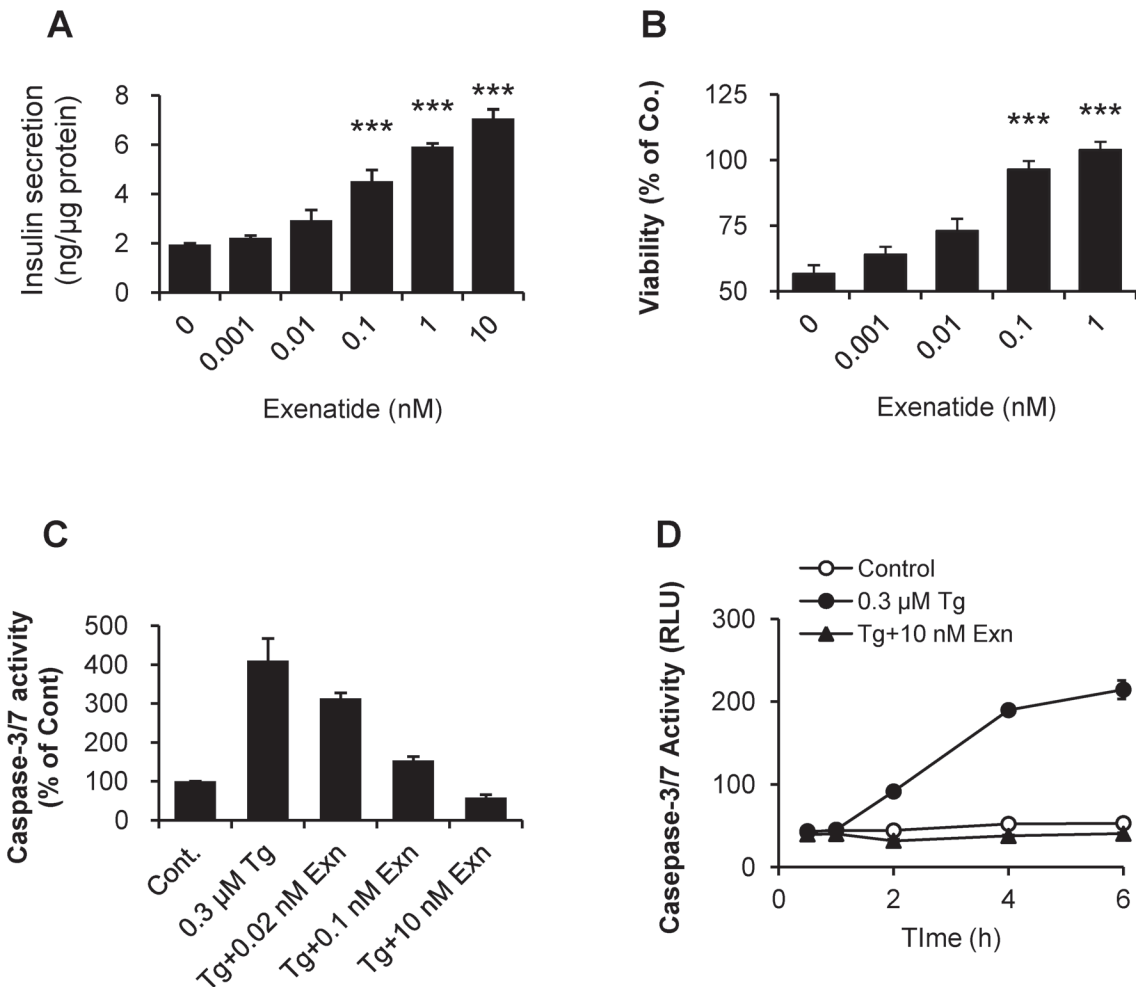 A
Insulin secretion
(ng/µg protein)
8
6
4
2
0
***
***
***
0
0.001
0.01
0.1
1
10
Exenatide (nM)
B
Viability (% of Co.)
125
100
75
50
***
***
0
0.001
0.01
0.1
1
Exenatide (nM)
C
Caspase-3/7 activity
(% of Cont)
500
400
300
200
100
0
Cont.
0.3 µM Tg
Tg+0.02 nM Exn
Tg+0.1 nM Exn
Tg+10 nM Exn
D
Casepase-3/7 Activity (RLU)
Control
0.3 µM Tg
Tg+10 nM Exn
300
200
100
0
0
2
4
6
TIme (h)